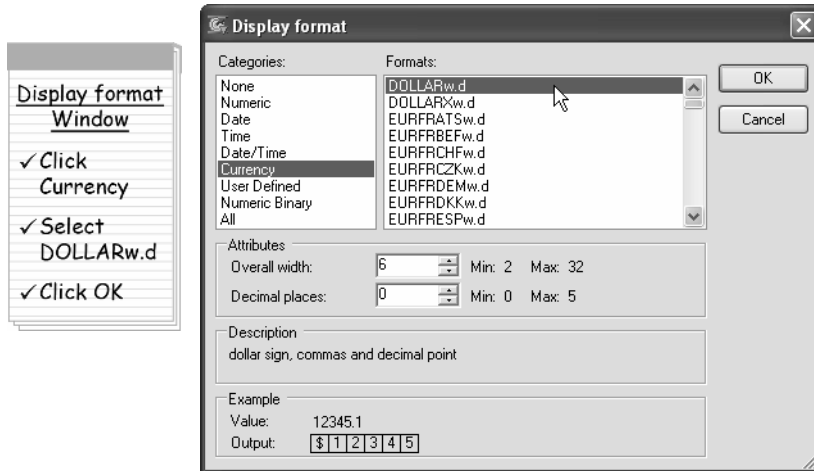 Display format
Window
✓ Click
Currency
✓ Select
DOLLARw.d
✓ Click OK
Display format
Categories:
None
Numeric
Date
Time
Date/Time
Currency
User Defined
Numeric Binary
All
Formats:
DOLLARw.d
DOLLARXw.d
EURFRATSw.d
EURFRBEFw.d
EURFRCHFw.d
EURFRCZKw.d
EURFRDEMw.d
EURFRDKKw.d
EURFRESPw.d
OK
Cancel
Attributes
Overall width: 6 Min: 2 Max: 32
Decimal places: 0 Min: 0 Max: 5
Description
dollar sign, commas and decimal point
Example
Value: 12345.1
Output: $12345